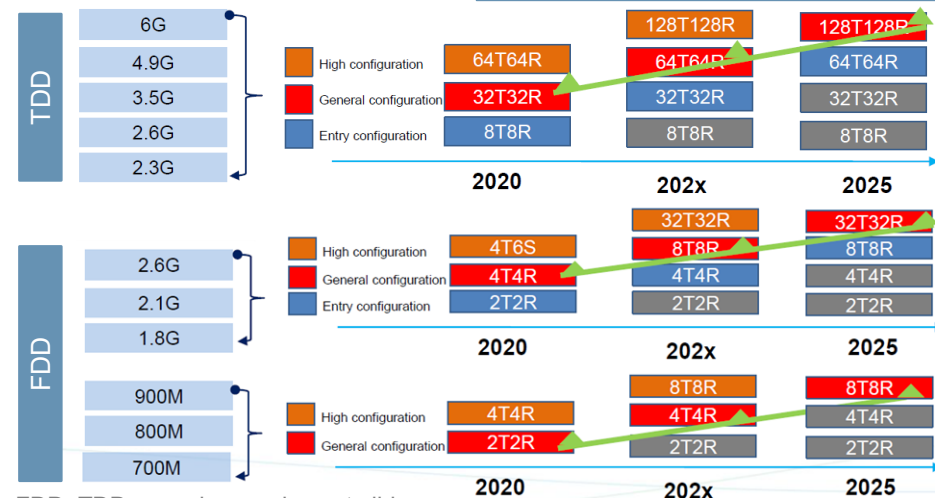 TDD
6G
4.9G
3.5G
2.6G
2.3G
High configuration
General configuration
Entry configuration
64T64R
32T32R
8T8R
128T128R
64T64R
32T32R
8T8R
128T128R
64T64R
32T32R
8T8R
2020
202x
2025
FDD
2.6G
2.1G
1.8G
High configuration
General configuration
Entry configuration
4T6S
4T4R
2T2R
32T32R
8T8R
4T4R
2T2R
32T32R
8T8R
4T4R
2T2R
2020
202x
2025
900M
800M
700M
High configuration
General configuration
4T4R
2T2R
8T8R
4T4R
2T2R
8T8R
4T4R
2T2R
2020
202x
2025